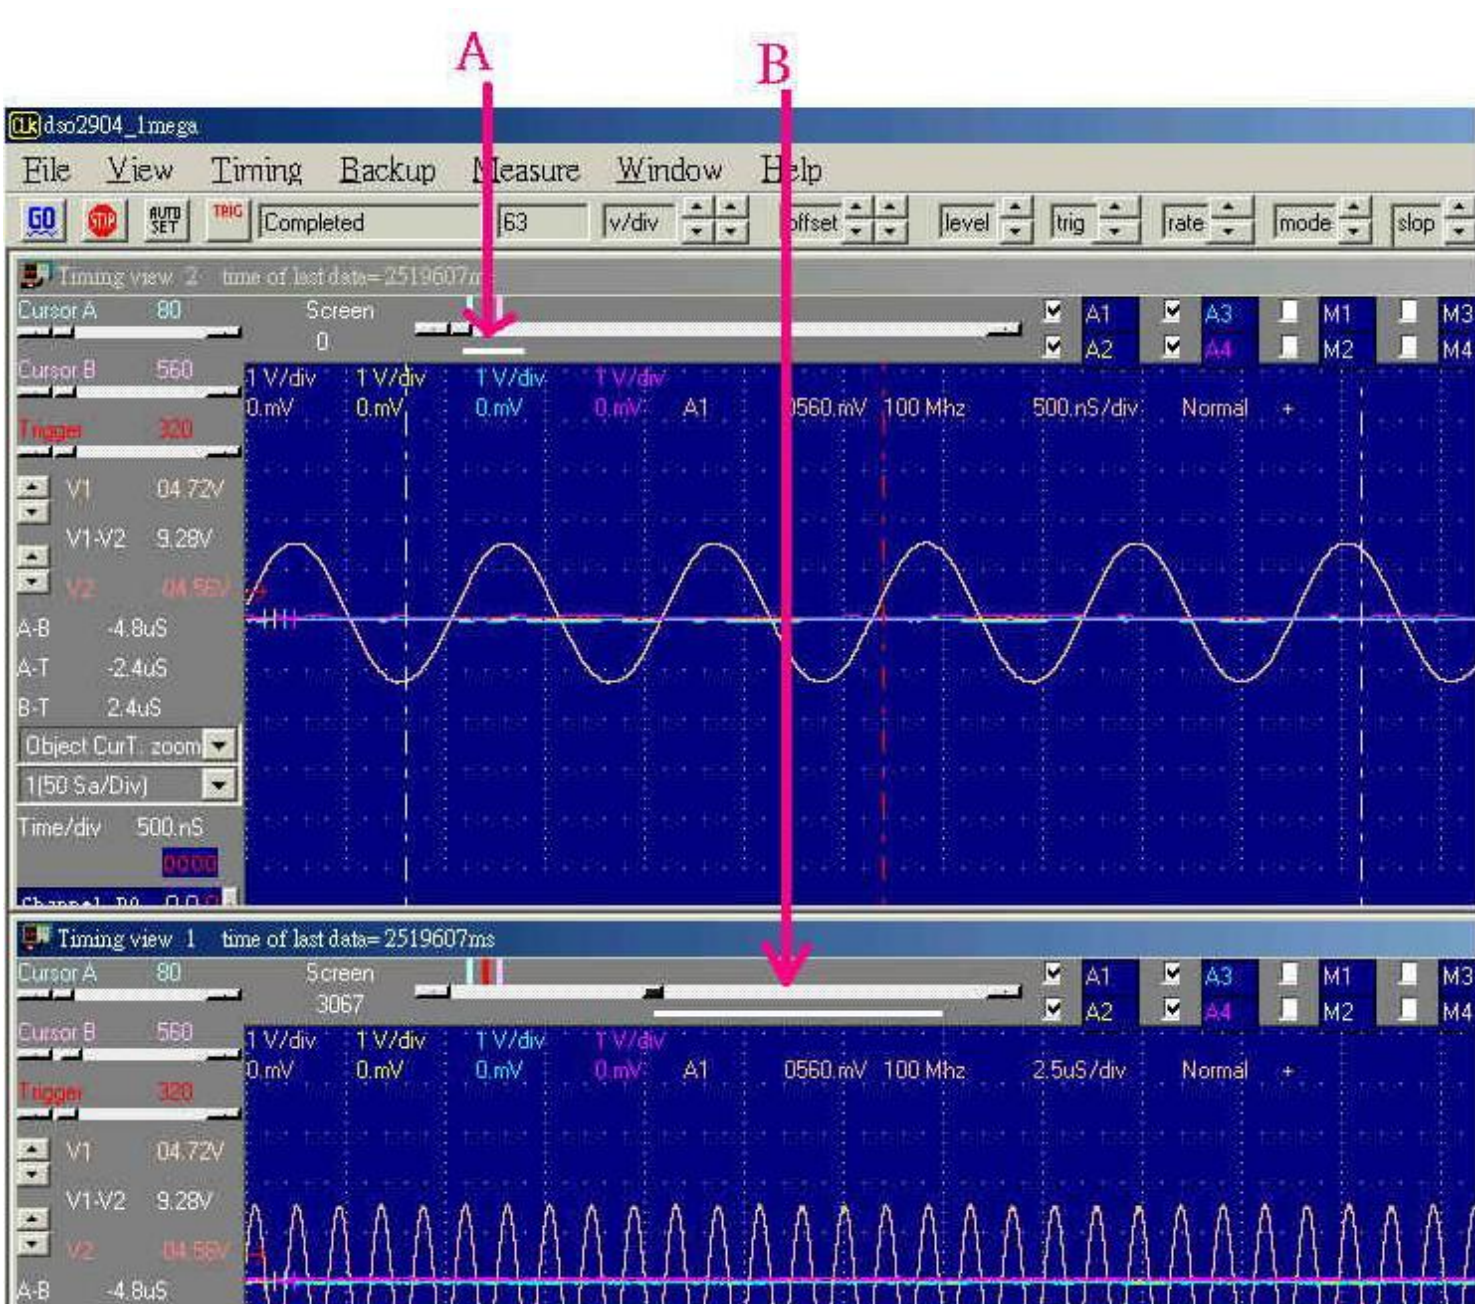 A B
CLK dso2904_1mega
File View Timing Backup Measure Window Help
GO STOP AUTO SET TRIG Completed 63 v/div offset level trig rate mode slop
Timing view 2 time of last data= 2519607ms
Cursor A 80 Screen A1 A3 M1 M3
0 A2 A4 M2 M4
Cursor B 560 1 V/div 1 V/div 1 V/div 1 V/div
0.mV 0.mV 0.mV 0.mV A1 0560.mV 100 Mhz 500.nS/div Normal +
Trigger 320
V1 04.72V
V1-V2 9.28V
V2 04.56V
A-B -4.8uS
A-T -2.4uS
B-T 2.4uS
Object CurT. zoom
1(50 Sa/Div)
Time/div 500.nS
0000
Timing view 1 time of last data= 2519607ms
Cursor A 80 Screen A1 A3 M1 M3
3067 A2 A4 M2 M4
Cursor B 560 1 V/div 1 V/div 1 V/div 1 V/div
0.mV 0.mV 0.mV 0.mV A1 0560.mV 100 Mhz 2.5uS/div Normal +
Trigger 320
V1 04.72V
V1-V2 9.28V
V2 04.56V
A-B -4.8uS